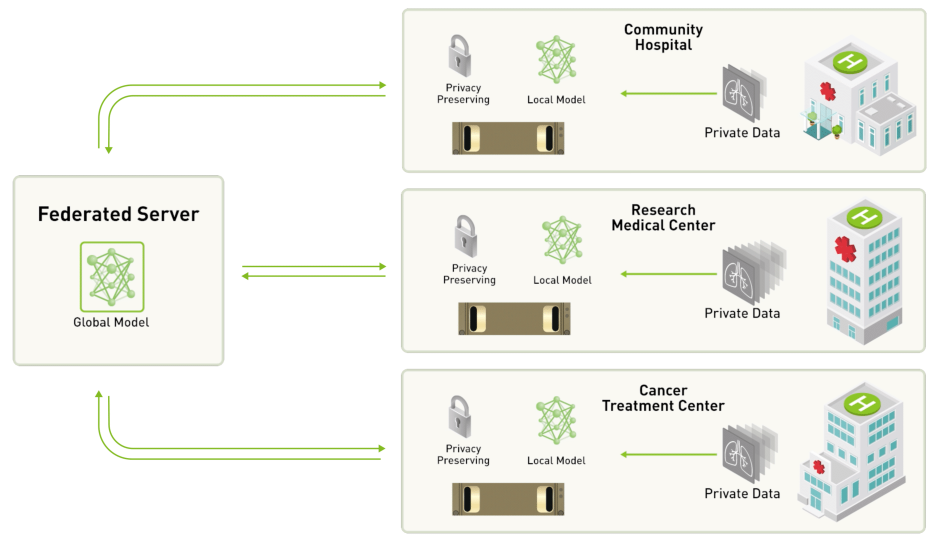 Community
Hospital
Privacy
Preserving
Local Model
Private Data
H
Federated Server
Global Model
Research
Medical Center
Privacy
Preserving
Local Model
Private Data
H
Cancer
Treatment Center
Privacy
Preserving
Local Model
Private Data
H